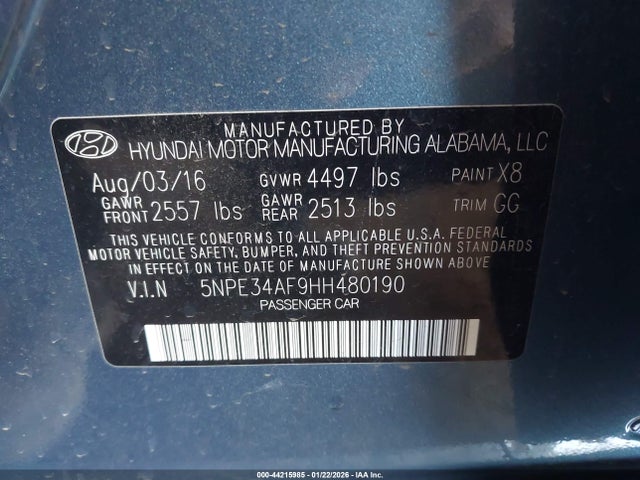 MANUFACTURED BY
HYUNDAI MOTOR MANUFACTURING ALABAMA, LLC
Aug/03/16 GVWR 4497 lbs PAINT X8
GAWR FRONT 2557 lbs GAWR REAR 2513 lbs TRIM GG
THIS VEHICLE CONFORMS TO ALL APPLICABLE U.S.A. FEDERAL
MOTOR VEHICLE SAFETY, BUMPER, AND THEFT PREVENTION STANDARDS
IN EFFECT ON THE DATE OF MANUFACTURE SHOWN ABOVE.
V.I.N 5NPE34AF9HH480190
PASSENGER CAR
000-44215985 - 01/22/2026 - IAA Inc.